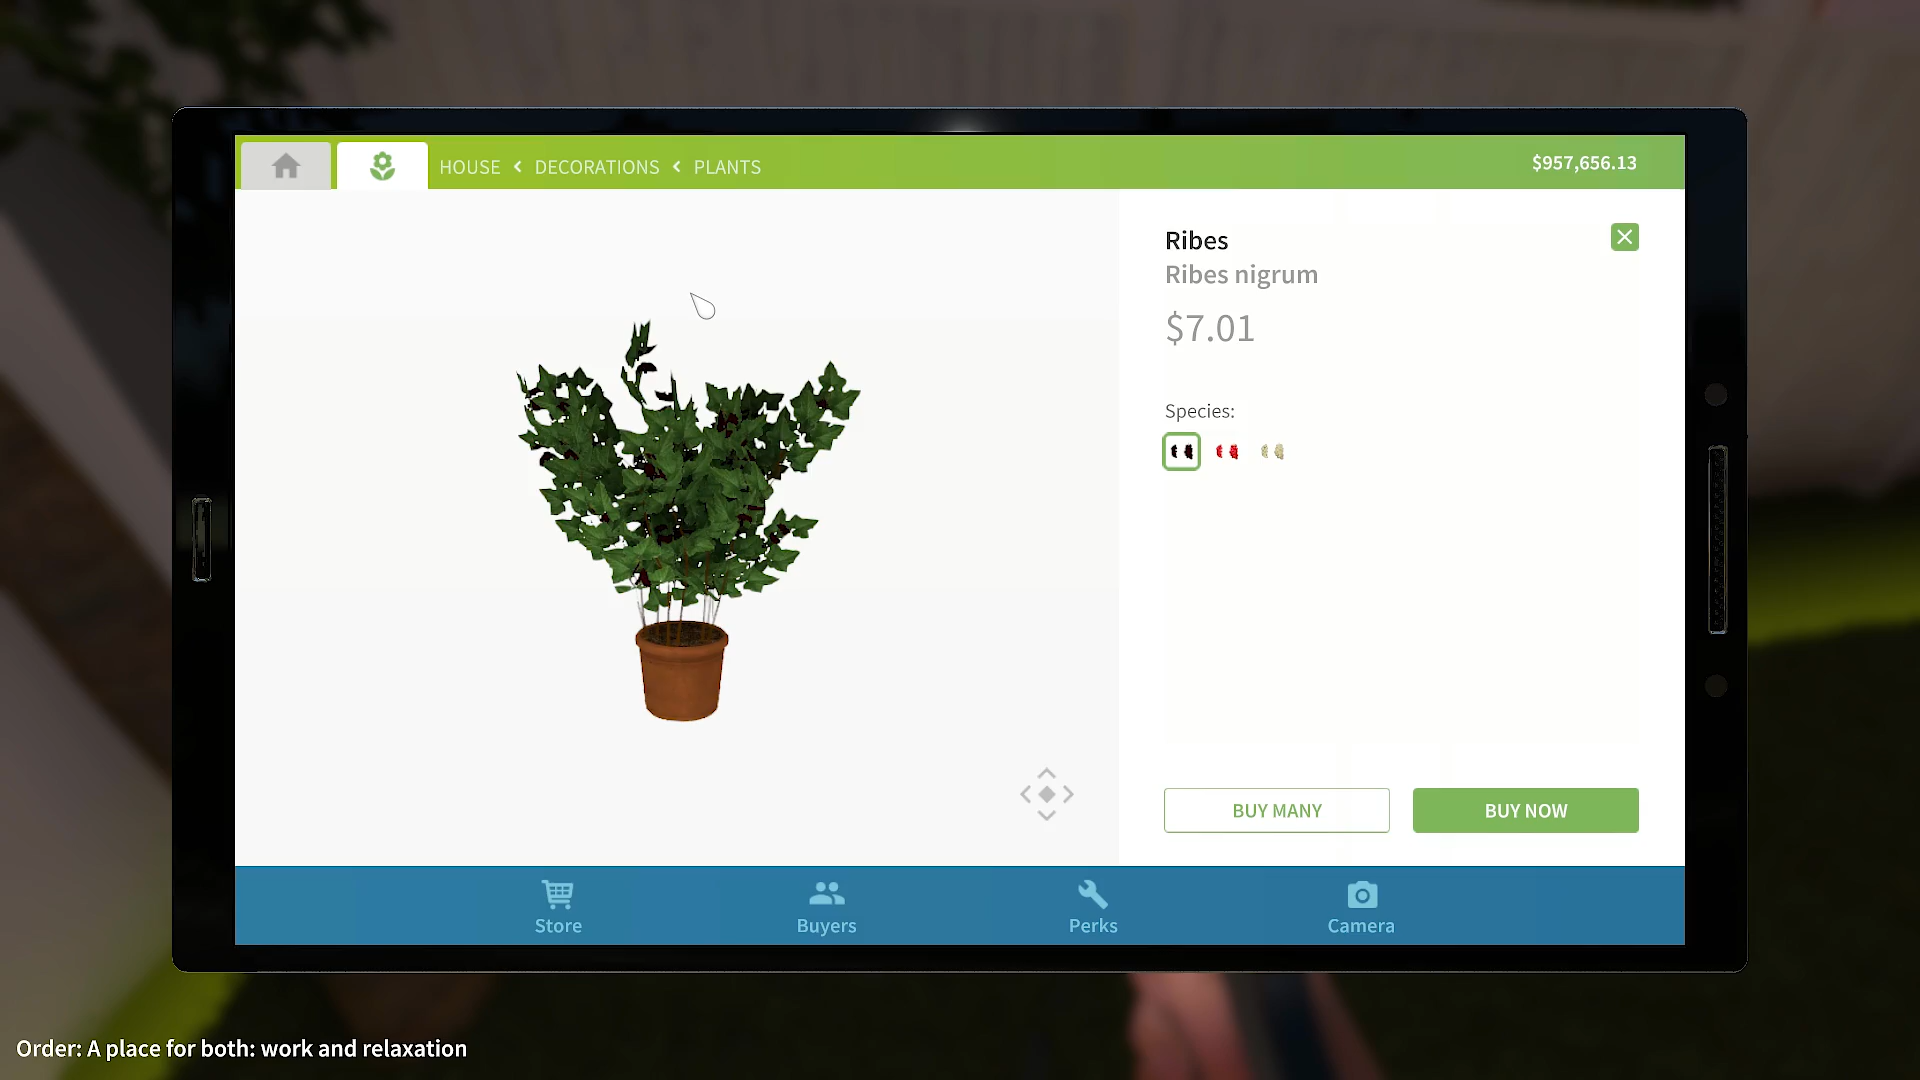 HOUSE < DECORATIONS < PLANTS
$957,656.13
Ribes
Ribes nigrum
$7.01
Species:
BUY MANY
BUY NOW
Store
Buyers
Perks
Camera
Order: A place for both: work and relaxation